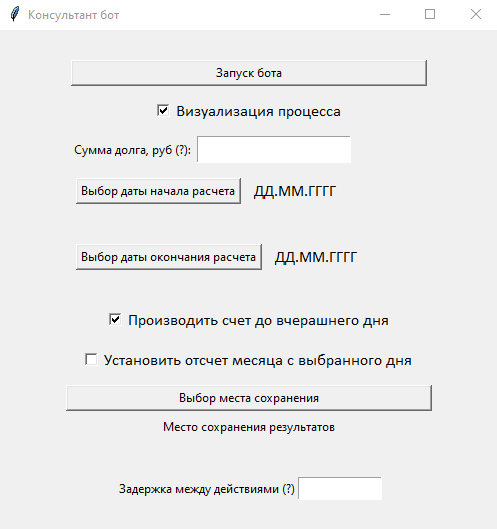 Консультант бот
Запуск бота
Визуализация процесса
Сумма долга, руб (?):
Выбор даты начала расчета ДД.ММ.ГГГГ
Выбор даты окончания расчета ДД.ММ.ГГГГ
Производить счет до вчерашнего дня
Установить отсчет месяца с выбранного дня
Выбор места сохранения
Место сохранения результатов
Задержка между действиями (?)